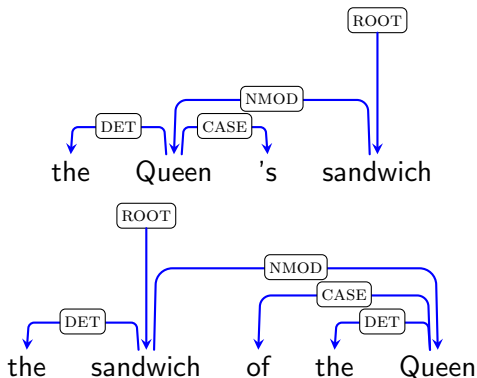 ROOT
NMOD
DET CASE
the Queen 's sandwich
ROOT
NMOD
CASE
DET DET
the sandwich of the Queen